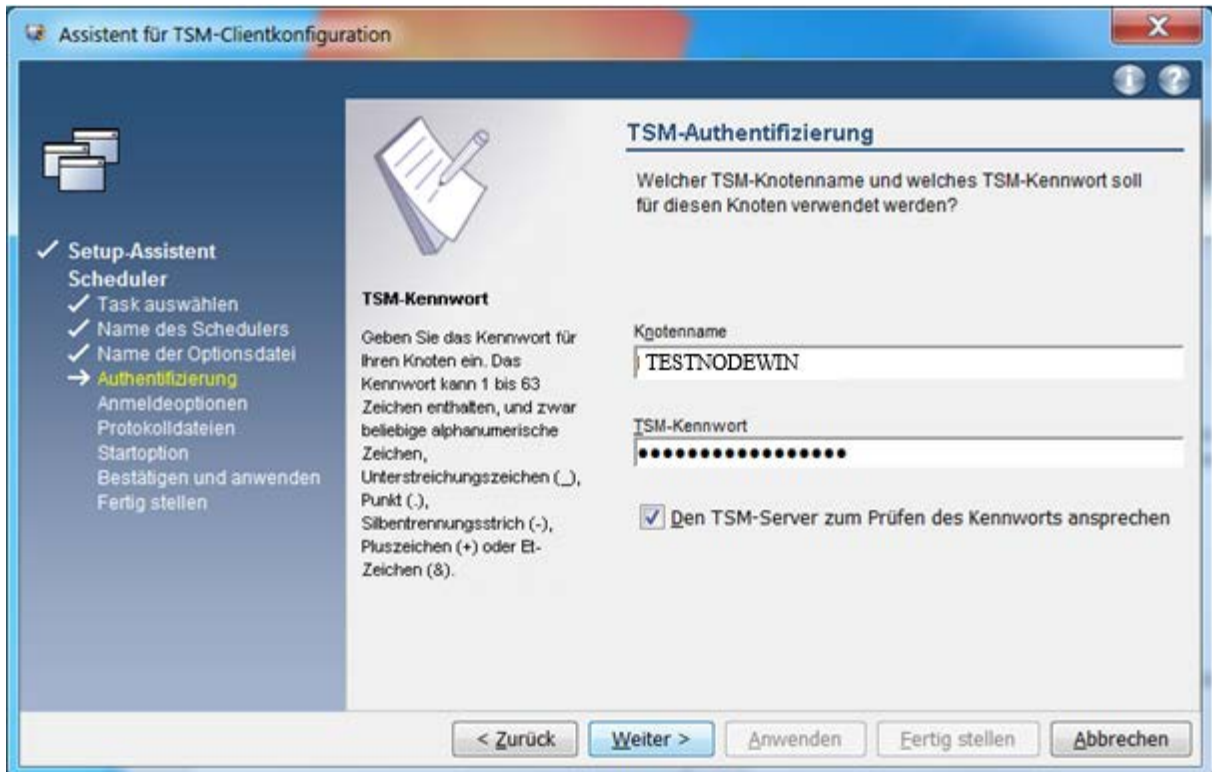 Assistent für TSM-Clientkonfiguration
Setup-Assistent
Scheduler
Task auswählen
Name des Schedulers
Name der Optionsdatei
Authentifizierung
Anmeldeoptionen
Protokolldateien
Startoption
Bestätigen und anwenden
Fertig stellen
TSM-Kennwort
Geben Sie das Kennwort für
Ihren Knoten ein. Das
Kennwort kann 1 bis 63
Zeichen enthalten, und zwar
beliebige alphanumerische
Zeichen,
Unterstreichungszeichen (_),
Punkt (.),
Silbentrennungsstrich (-),
Pluszeichen (+) oder Et-
Zeichen (&).
TSM-Authentifizierung
Welcher TSM-Knotenname und welches TSM-Kennwort soll
für diesen Knoten verwendet werden?
Knotenname
TESTNODEWIN
TSM-Kennwort
●●●●●●●●●●●●●●●●●
Den TSM-Server zum Prüfen des Kennworts ansprechen
< Zurück
Weiter >
Anwenden
Fertig stellen
Abbrechen